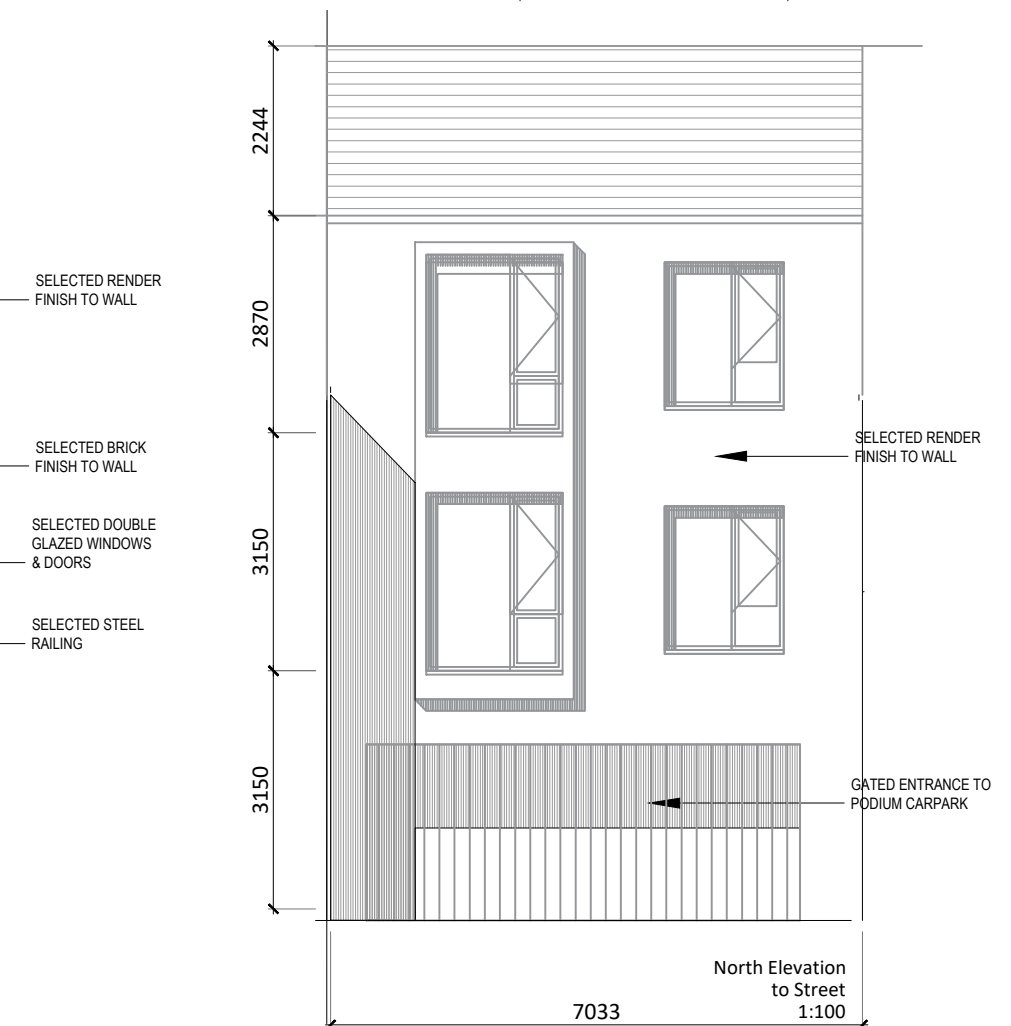 2244
2870
3150
3150
SELECTED RENDER
FINISH TO WALL
SELECTED BRICK
FINISH TO WALL
SELECTED DOUBLE
GLAZED WINDOWS
& DOORS
SELECTED STEEL
RAILING
SELECTED RENDER
FINISH TO WALL
GATED ENTRANCE TO
PODIUM CARPARK
North Elevation
to Street
1:100
7033